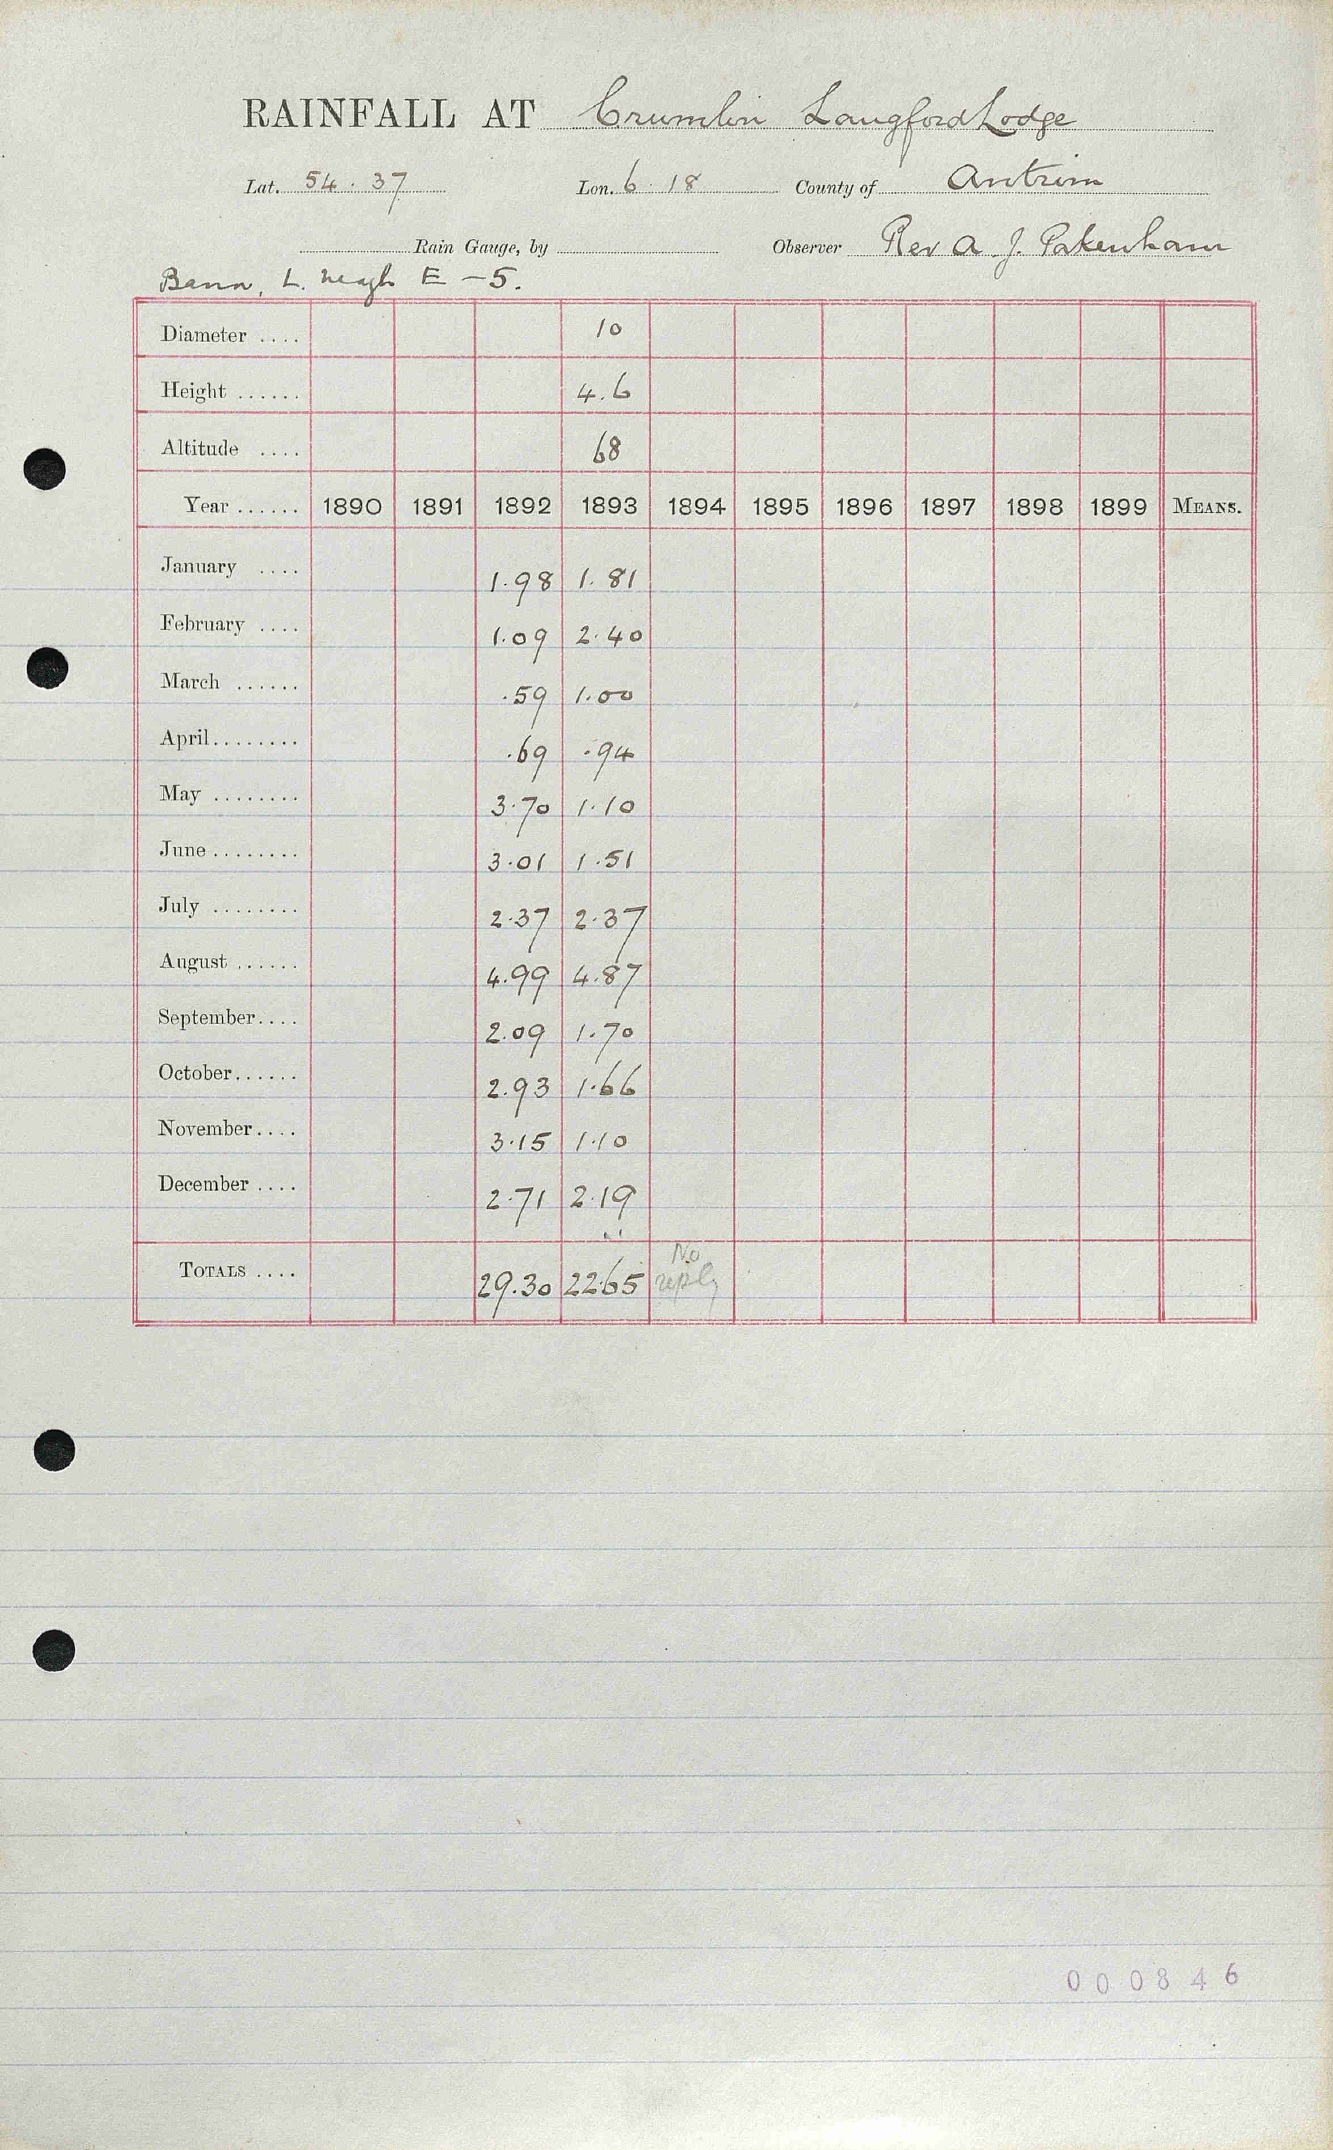 RAINFALL AT Crumlin Langford Lodge
Lat. 54.37 Lon. 6.18 County of Antrim
Rain Gauge, by Observer Rev A. J. Pakenham
Bann, L. Neagh E -5.
Diameter .... 10
Height ...... 4.6
Altitude .... 68
Year ...... 1890 1891 1892 1893 1894 1895 1896 1897 1898 1899 MEANS.
January .... 1.98 1.81
February .... 1.09 2.40
March ...... .59 1.00
April........ .69 .94
May ........ 3.70 1.10
June ........ 3.01 1.51
July ........ 2.37 2.37
August ...... 4.99 4.87
September.... 2.09 1.70
October...... 2.93 1.66
November.... 3.15 1.10
December .... 2.71 2.19
TOTALS .... 29.30 22.65 No reply
000846